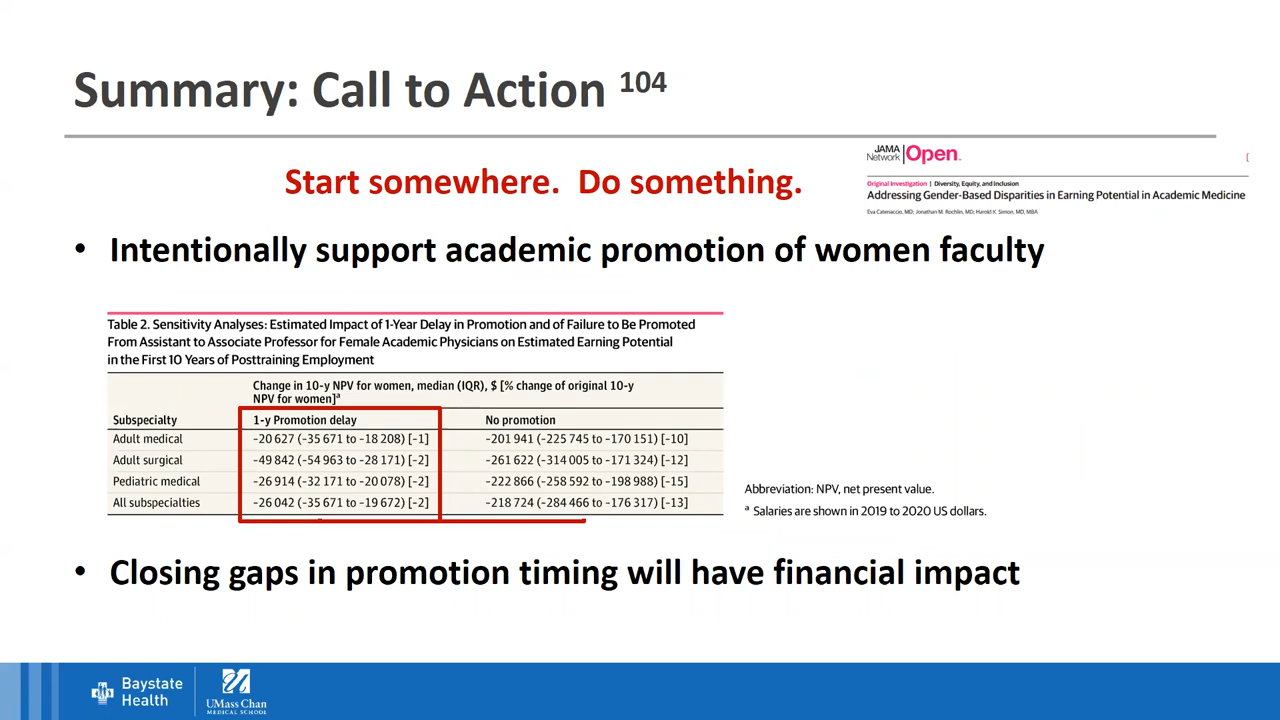 Summary: Call to Action 104
Start somewhere. Do something.
JAMA Network | Open™
Original Investigation | Diversity, Equity, and Inclusion
Addressing Gender-Based Disparities in Earning Potential in Academic Medicine
Eva Catenaccio, MD; Jonathan M. Rochlin, MD; Harold K. Simon, MD, MBA
• Intentionally support academic promotion of women faculty
Table 2. Sensitivity Analyses: Estimated Impact of 1-Year Delay in Promotion and of Failure to Be Promoted
From Assistant to Associate Professor for Female Academic Physicians on Estimated Earning Potential
in the First 10 Years of Posttraining Employment
Change in 10-y NPV for women, median (IQR), $ [% change of original 10-y
NPV for women]a
Subspecialty 1-y Promotion delay No promotion
Adult medical −20 627 (−35 671 to −18 208) [−1] −201 941 (−225 745 to −170 151) [−10]
Adult surgical −49 842 (−54 963 to −28 171) [−2] −261 622 (−314 005 to −171 324) [−12]
Pediatric medical −26 914 (−32 171 to −20 078) [−2] −222 866 (−258 592 to −198 988) [−15]
All subspecialties −26 042 (−35 671 to −19 672) [−2] −218 724 (−284 466 to −176 317) [−13]
Abbreviation: NPV, net present value.
a Salaries are shown in 2019 to 2020 US dollars.
• Closing gaps in promotion timing will have financial impact
Baystate
Health
UMass Chan
MEDICAL SCHOOL